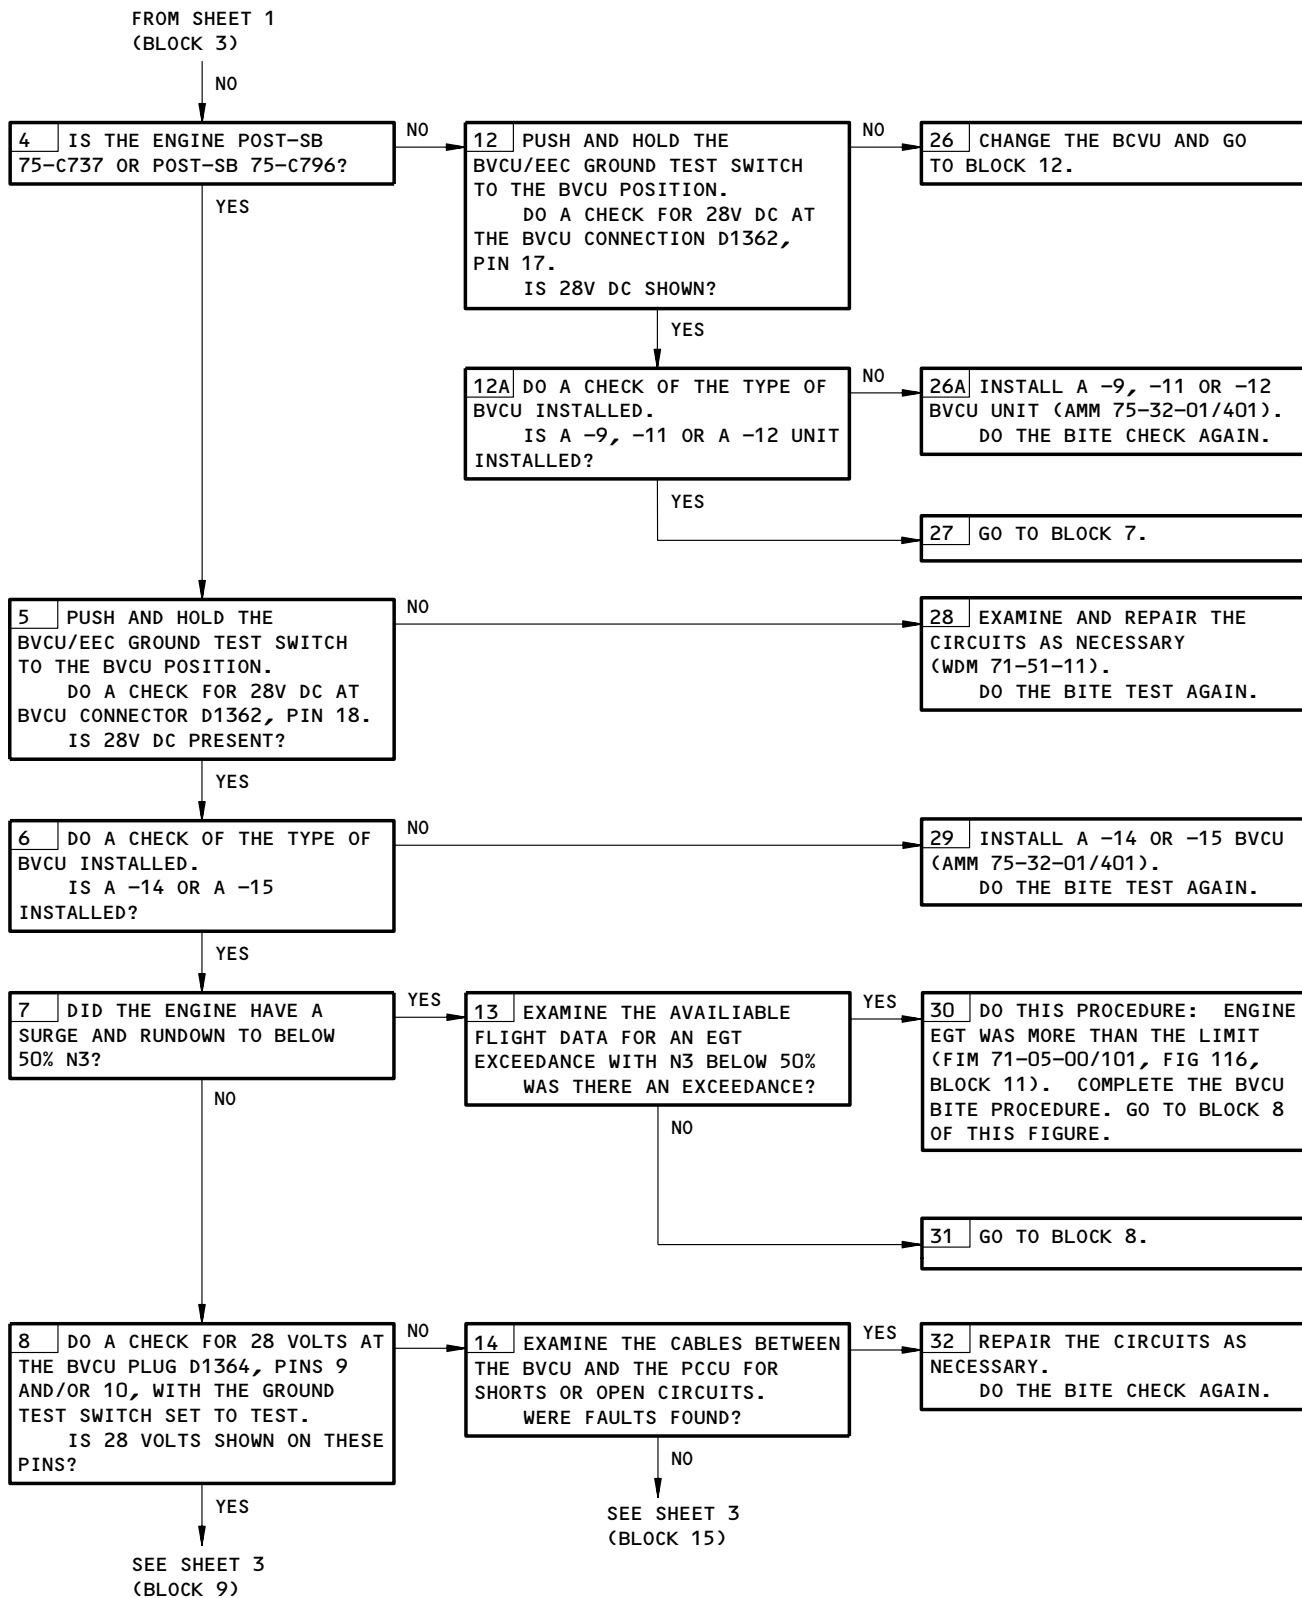 FROM SHEET 1
(BLOCK 3)
NO
4 IS THE ENGINE POST-SB
75-C737 OR POST-SB 75-C796?
NO
YES
12 PUSH AND HOLD THE
BVCU/EEC GROUND TEST SWITCH
TO THE BVCU POSITION.
DO A CHECK FOR 28V DC AT
THE BVCU CONNECTION D1362,
PIN 17.
IS 28V DC SHOWN?
NO
YES
26 CHANGE THE BCVU AND GO
TO BLOCK 12.
12A DO A CHECK OF THE TYPE OF
BVCU INSTALLED.
IS A -9, -11 OR A -12 UNIT
INSTALLED?
NO
YES
26A INSTALL A -9, -11 OR -12
BVCU UNIT (AMM 75-32-01/401).
DO THE BITE CHECK AGAIN.
27 GO TO BLOCK 7.
5 PUSH AND HOLD THE
BVCU/EEC GROUND TEST SWITCH
TO THE BVCU POSITION.
DO A CHECK FOR 28V DC AT
BVCU CONNECTOR D1362, PIN 18.
IS 28V DC PRESENT?
NO
YES
28 EXAMINE AND REPAIR THE
CIRCUITS AS NECESSARY
(WDM 71-51-11).
DO THE BITE TEST AGAIN.
6 DO A CHECK OF THE TYPE OF
BVCU INSTALLED.
IS A -14 OR A -15
INSTALLED?
NO
YES
29 INSTALL A -14 OR -15 BVCU
(AMM 75-32-01/401).
DO THE BITE TEST AGAIN.
7 DID THE ENGINE HAVE A
SURGE AND RUNDOWN TO BELOW
50% N3?
YES
NO
13 EXAMINE THE AVAILIABLE
FLIGHT DATA FOR AN EGT
EXCEEDANCE WITH N3 BELOW 50%
WAS THERE AN EXCEEDANCE?
YES
NO
30 DO THIS PROCEDURE: ENGINE
EGT WAS MORE THAN THE LIMIT
(FIM 71-05-00/101, FIG 116,
BLOCK 11). COMPLETE THE BVCU
BITE PROCEDURE. GO TO BLOCK 8
OF THIS FIGURE.
31 GO TO BLOCK 8.
8 DO A CHECK FOR 28 VOLTS AT
THE BVCU PLUG D1364, PINS 9
AND/OR 10, WITH THE GROUND
TEST SWITCH SET TO TEST.
IS 28 VOLTS SHOWN ON THESE
PINS?
NO
YES
14 EXAMINE THE CABLES BETWEEN
THE BVCU AND THE PCCU FOR
SHORTS OR OPEN CIRCUITS.
WERE FAULTS FOUND?
YES
NO
32 REPAIR THE CIRCUITS AS
NECESSARY.
DO THE BITE CHECK AGAIN.
SEE SHEET 3
(BLOCK 15)
SEE SHEET 3
(BLOCK 9)